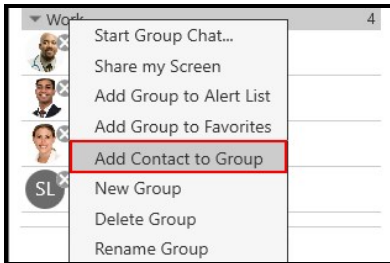 Work 4
Start Group Chat...
Share my Screen
Add Group to Alert List
Add Group to Favorites
Add Contact to Group
SL
New Group
Delete Group
Rename Group